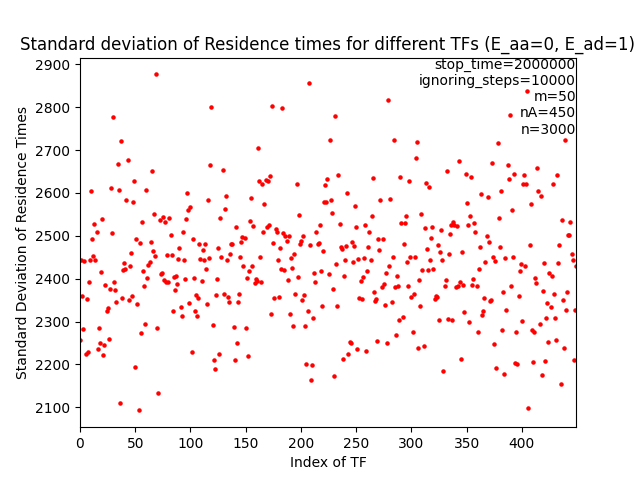 Standard deviation of Residence times for different TFs (E_aa=0, E_ad=1)
stop_time=2000000
ignoring_steps=10000
m=50
nA=450
n=3000
Standard Deviation of Residence Times
2900
2800
2700
2600
2500
2400
2300
2200
2100
0 50 100 150 200 250 300 350 400
Index of TF